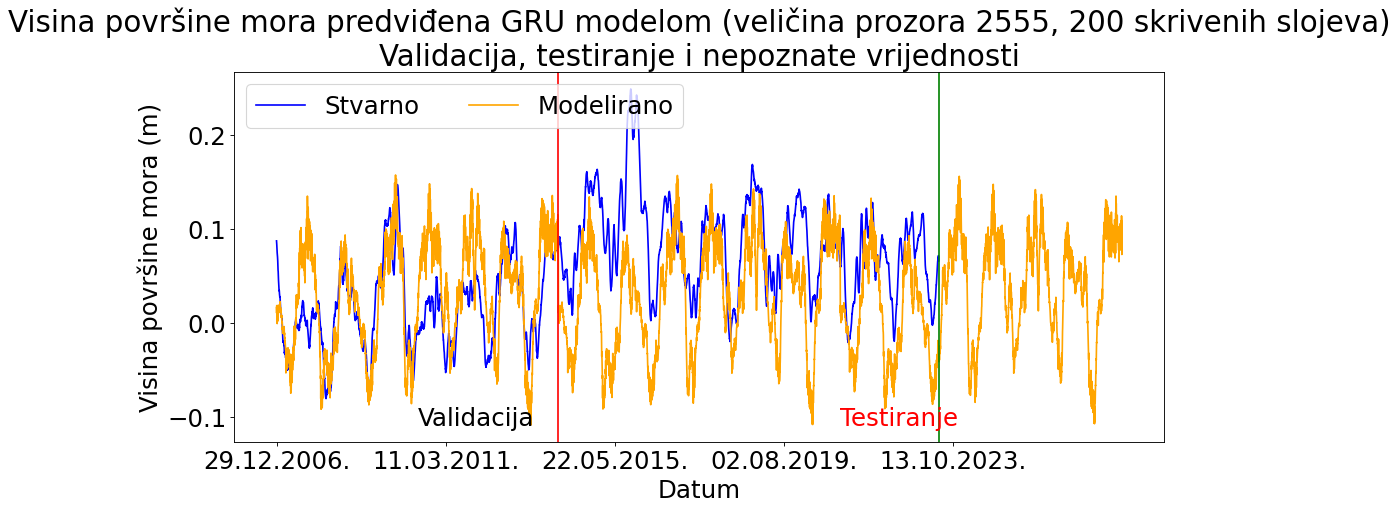 Visina površine mora predviđena GRU modelom (veličina prozora 2555, 200 skrivenih slojeva)
Validacija, testiranje i nepoznate vrijednosti
Stvarno
Modelirano
Visina površine mora (m)
0.2
0.1
0.0
−0.1
Validacija
Testiranje
29.12.2006.
11.03.2011.
22.05.2015.
02.08.2019.
13.10.2023.
Datum